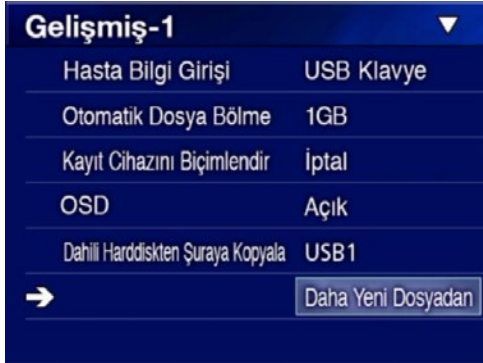 Gelişmiş-1
Hasta Bilgi Girişi USB Klavye
Otomatik Dosya Bölme 1GB
Kayıt Cihazını Biçimlendir İptal
OSD Açık
Dahili Harddiskten Şuraya Kopyala USB1
Daha Yeni Dosyadan